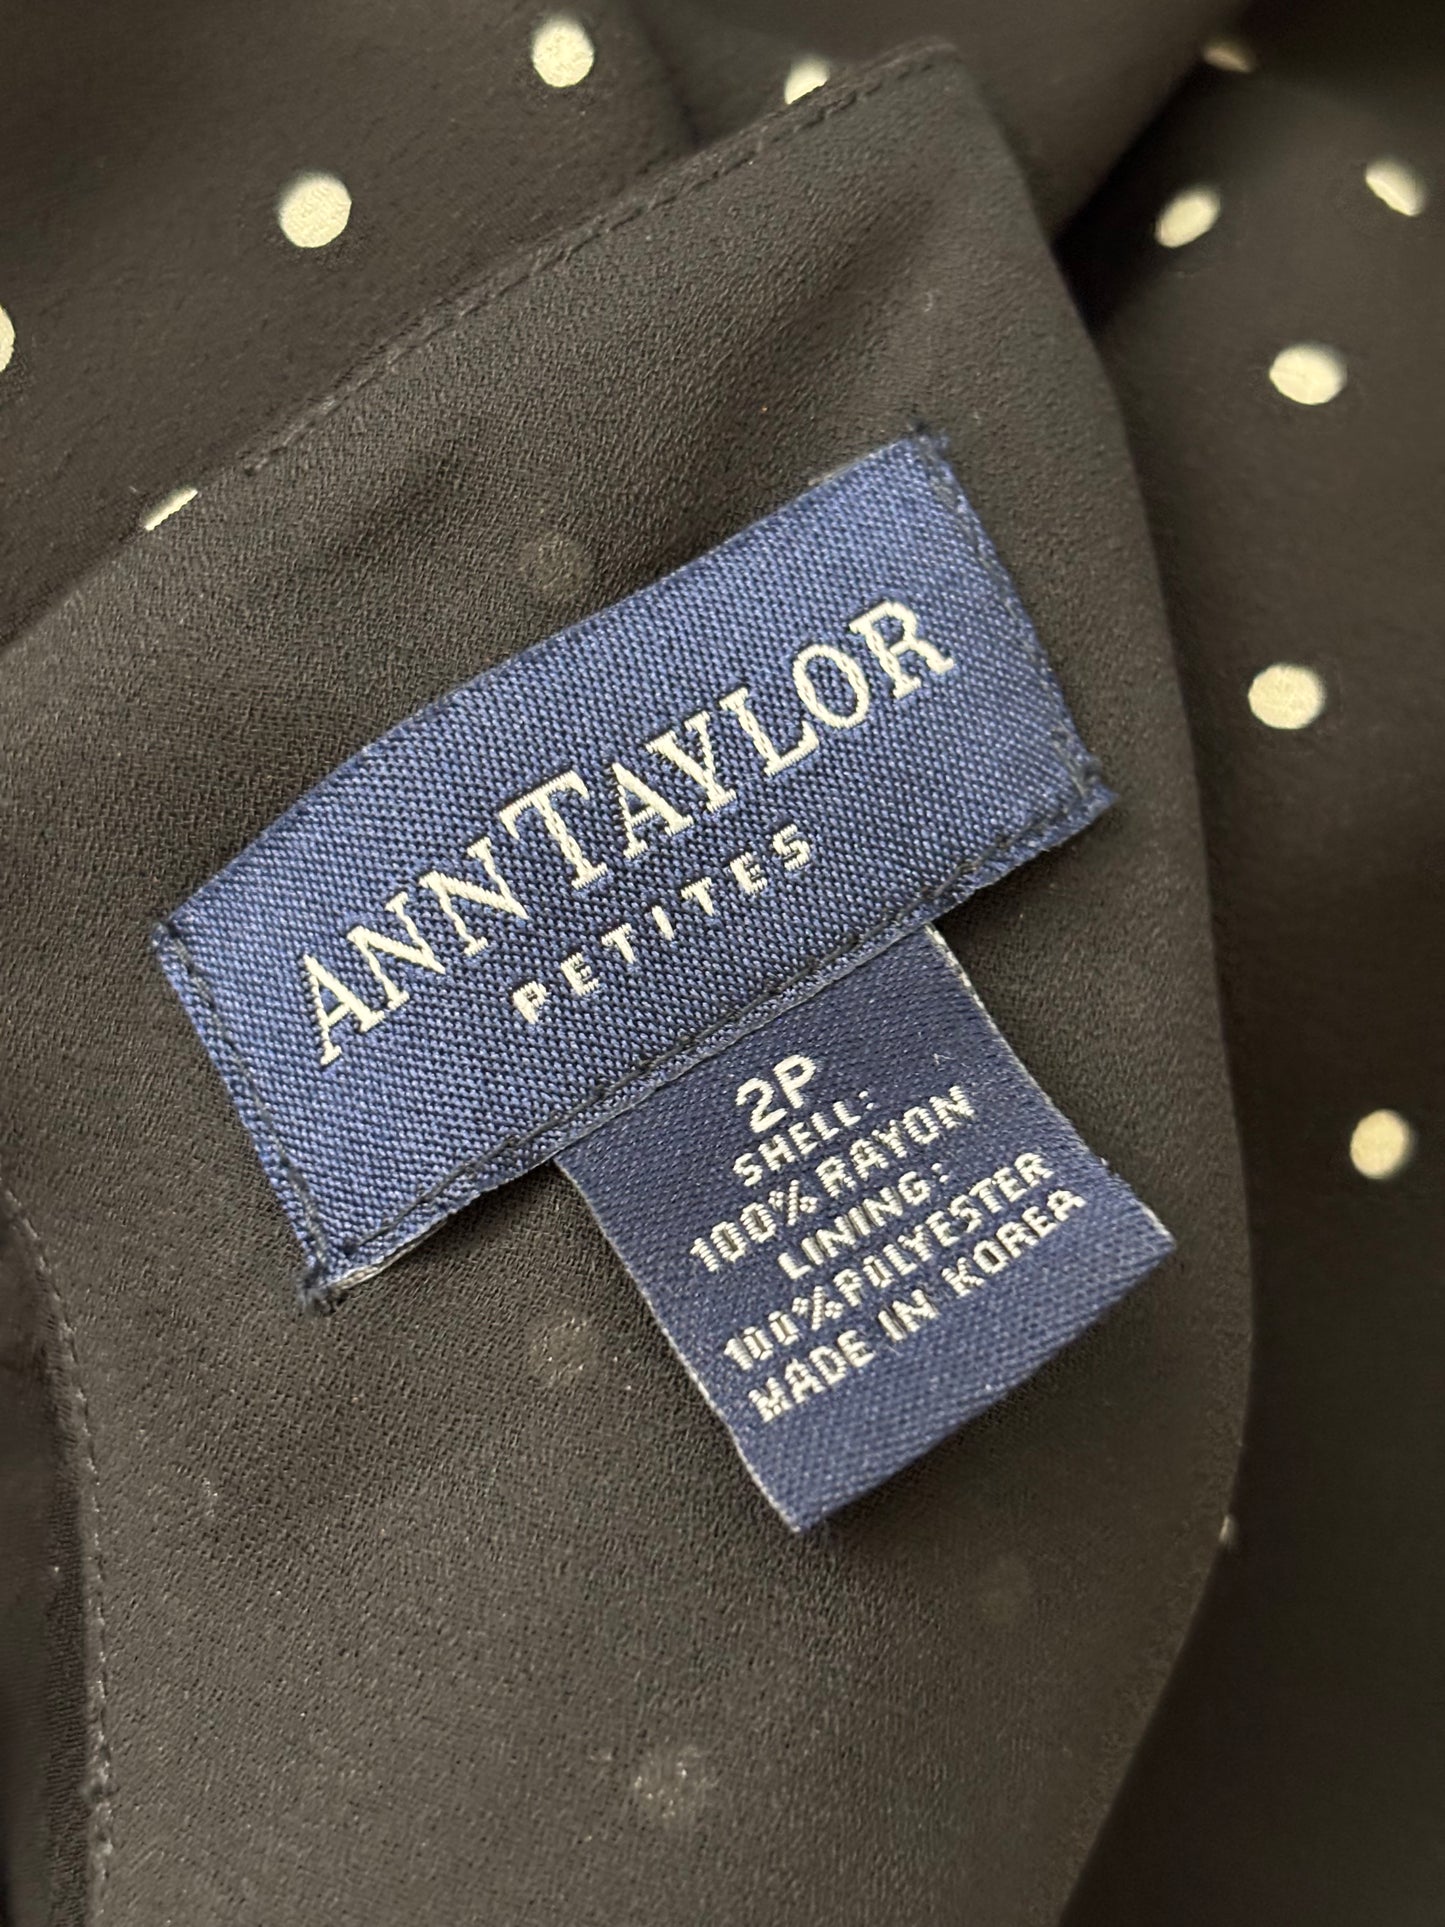 ANNTAYLOR
PETITES
2P
SHELL:
100% RAYON
LINING:
100% POLYESTER
MADE IN KOREA